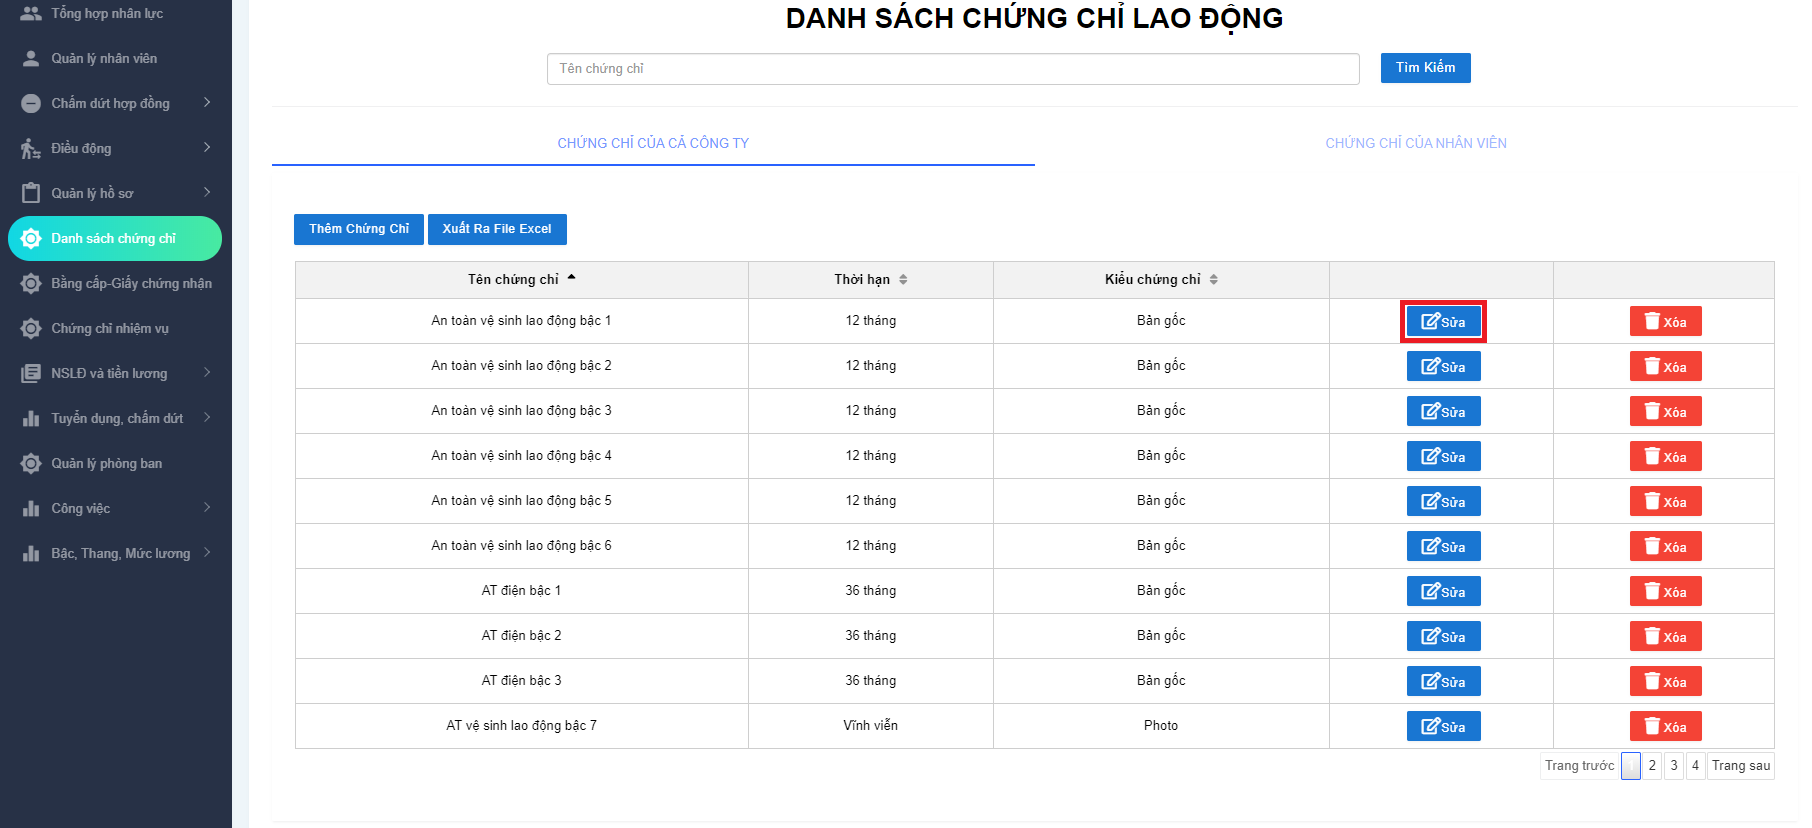 Tổng hợp nhân lực
Quản lý nhân viên
Chấm dứt hợp đồng
Điều động
Quản lý hồ sơ
Danh sách chứng chỉ
Bằng cấp-Giấy chứng nhận
Chứng chỉ nhiệm vụ
NSLĐ và tiền lương
Tuyển dụng, chấm dứt
Quản lý phòng ban
Công việc
Bậc, Thang, Mức lương
DANH SÁCH CHỨNG CHỈ LAO ĐỘNG
Tên chứng chỉ Tìm Kiếm
CHỨNG CHỈ CỦA CẢ CÔNG TY CHỨNG CHỈ CỦA NHÂN VIÊN
Thêm Chứng Chỉ Xuất Ra File Excel
Tên chứng chỉ Thời hạn Kiểu chứng chỉ
An toàn vệ sinh lao động bậc 1 12 tháng Bản gốc Sửa Xóa
An toàn vệ sinh lao động bậc 2 12 tháng Bản gốc Sửa Xóa
An toàn vệ sinh lao động bậc 3 12 tháng Bản gốc Sửa Xóa
An toàn vệ sinh lao động bậc 4 12 tháng Bản gốc Sửa Xóa
An toàn vệ sinh lao động bậc 5 12 tháng Bản gốc Sửa Xóa
An toàn vệ sinh lao động bậc 6 12 tháng Bản gốc Sửa Xóa
AT điện bậc 1 36 tháng Bản gốc Sửa Xóa
AT điện bậc 2 36 tháng Bản gốc Sửa Xóa
AT điện bậc 3 36 tháng Bản gốc Sửa Xóa
AT vệ sinh lao động bậc 7 Vĩnh viễn Photo Sửa Xóa
Trang trước 1 2 3 4 Trang sau